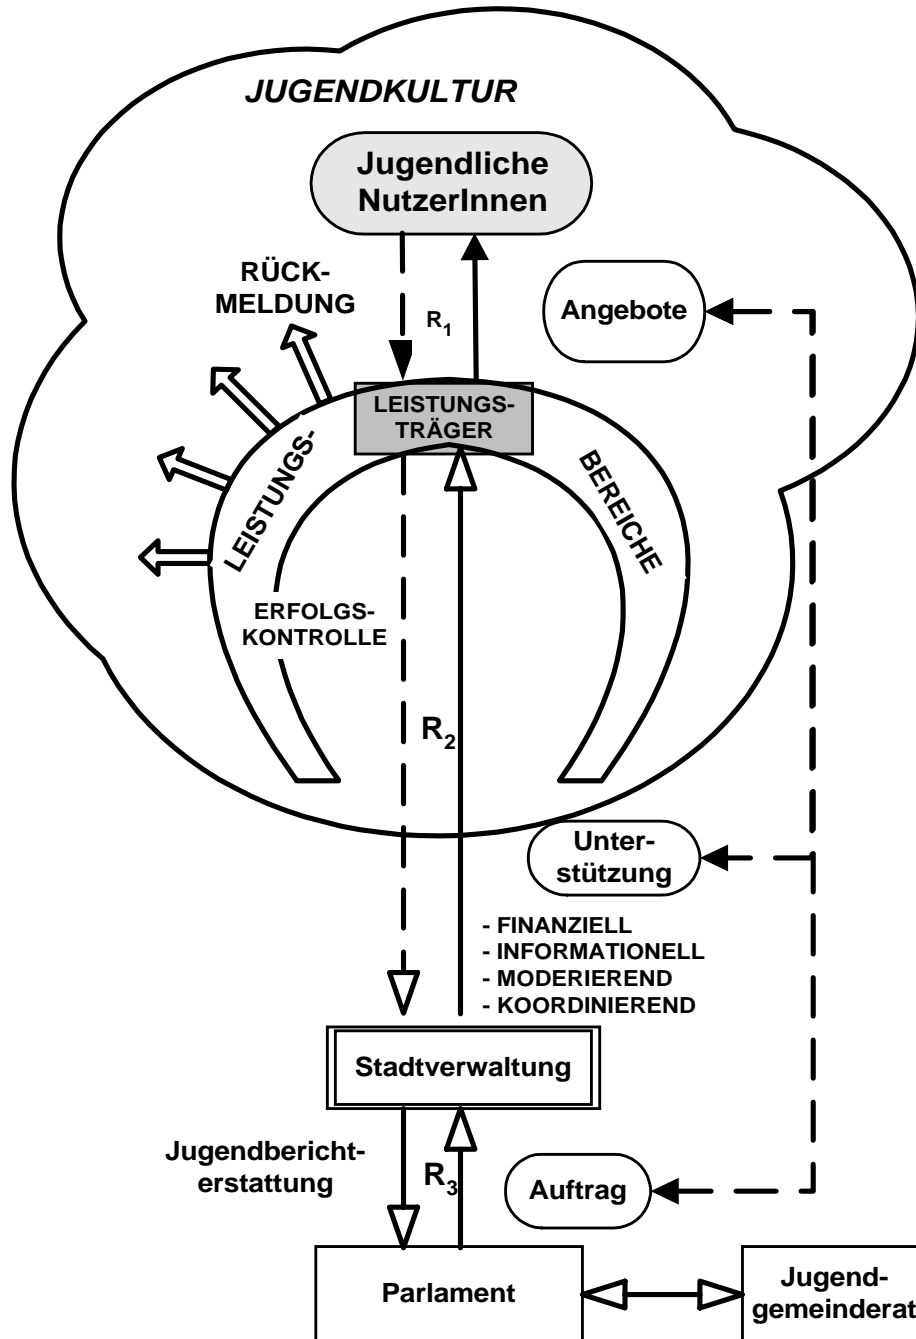 JUGENDKULTUR
Jugendliche
NutzerInnen
RÜCK-
MELDUNG
R1
Angebote
LEISTUNGS-
TRÄGER
LEISTUNGS-
BEREICHE
ERFOLGS-
KONTROLLE
R2
Unter-
stützung
- FINANZIELL
- INFORMATIONELL
- MODERIEREND
- KOORDINIEREND
Stadtverwaltung
Jugendbericht-
erstattung
R3
Auftrag
Parlament
Jugend-
gemeinderat